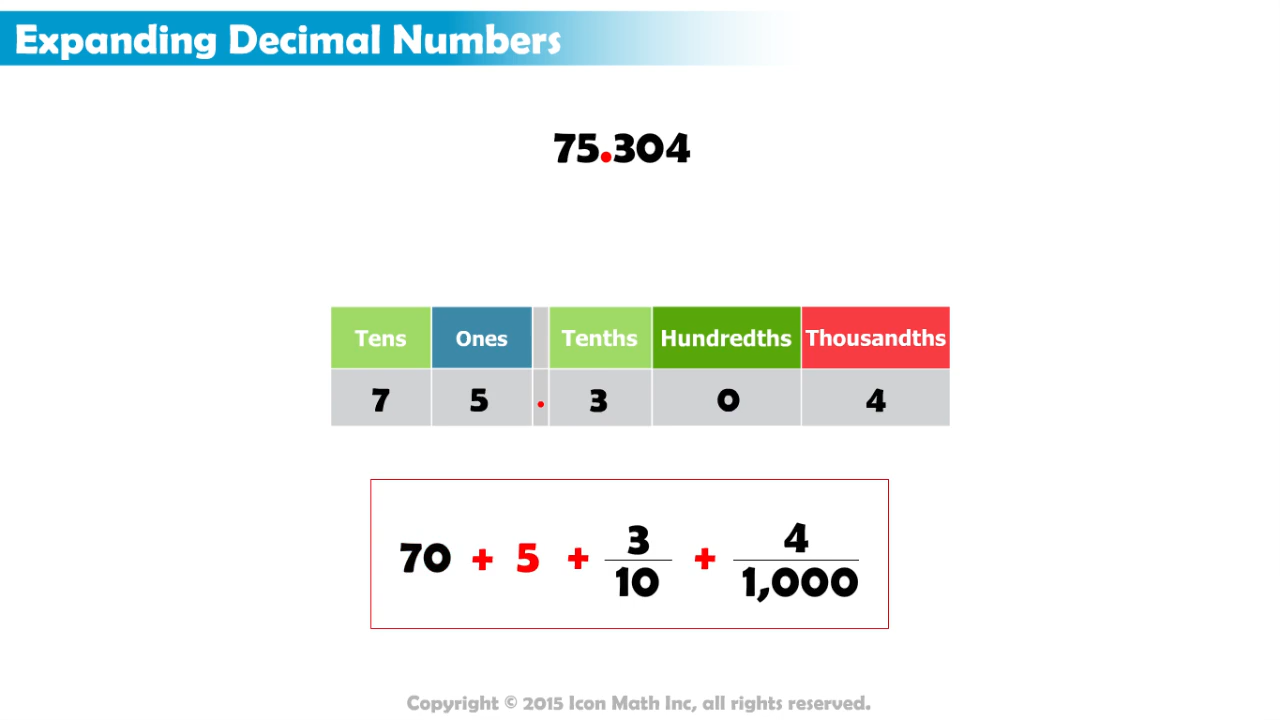 Expanding Decimal Numbers
75.304
Tens Ones Tenths Hundredths Thousandths
7 5 . 3 0 4
70 + 5 + 3/10 + 4/1,000
Copyright © 2015 Icon Math Inc, all rights reserved.